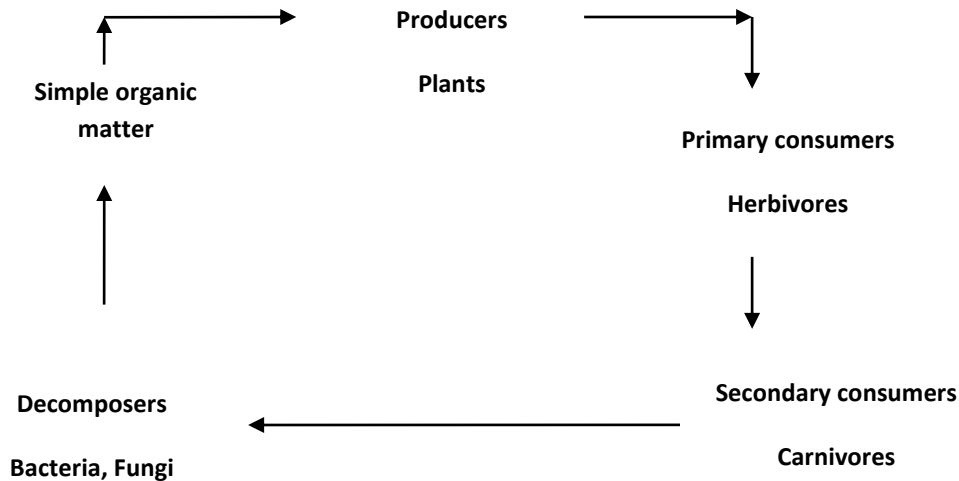 Producers
Plants
Simple organic
matter
Primary consumers
Herbivores
Secondary consumers
Carnivores
Decomposers
Bacteria, Fungi